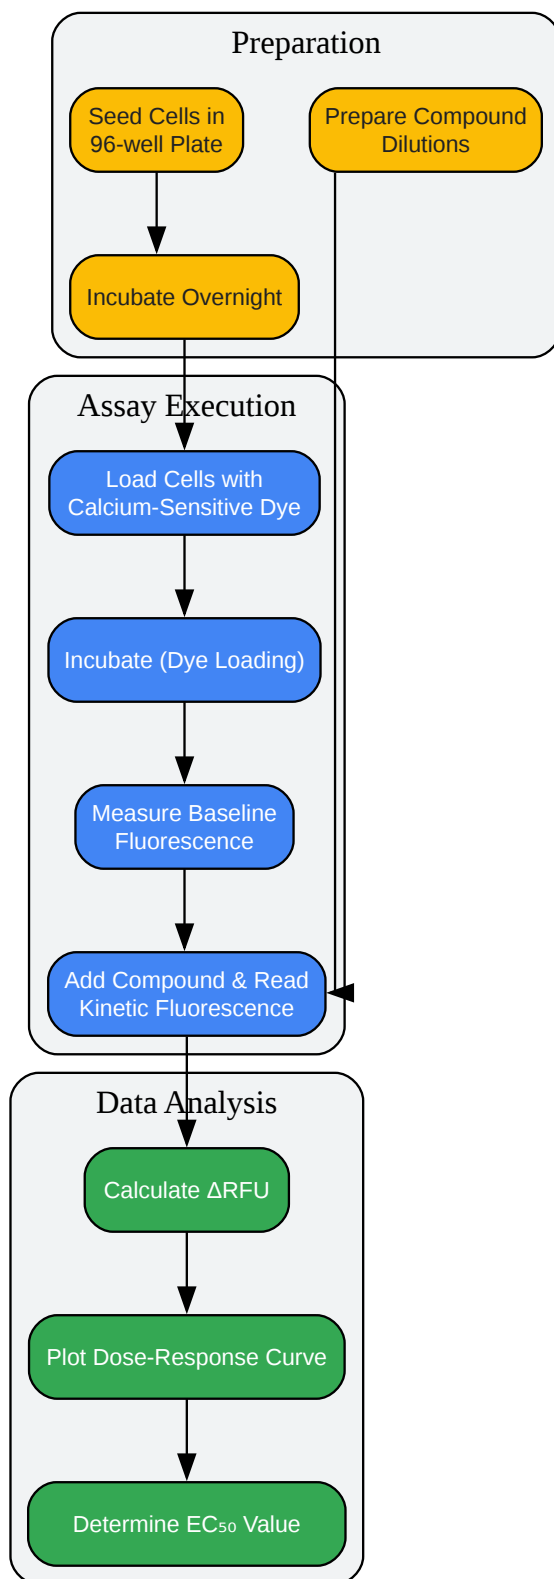 Preparation
Seed Cells in
96-well Plate
Prepare Compound
Dilutions
Incubate Overnight
Assay Execution
Load Cells with
Calcium-Sensitive Dye
Incubate (Dye Loading)
Measure Baseline
Fluorescence
Add Compound & Read
Kinetic Fluorescence
Data Analysis
Calculate ΔRFU
Plot Dose-Response Curve
Determine EC₅₀ Value